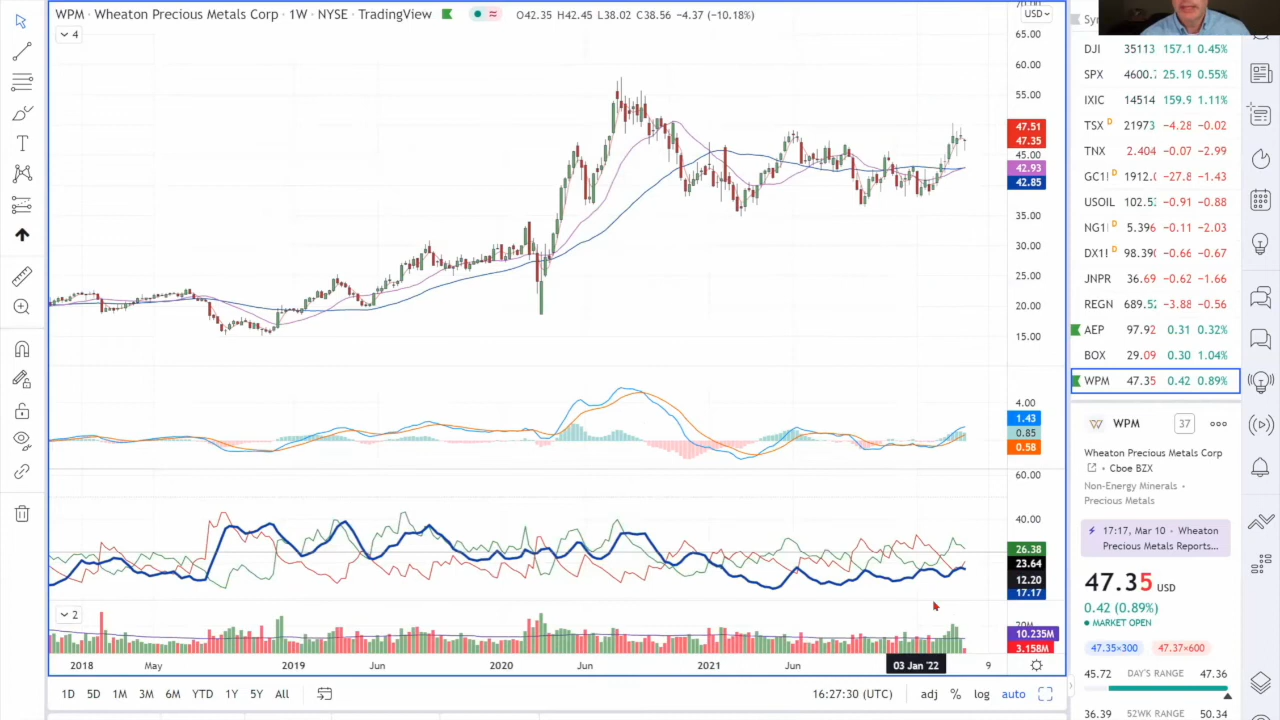 WPM · Wheaton Precious Metals Corp · 1W · NYSE · TradingView O42.35 H42.45 L38.02 C38.56 −4.37 (−10.18%)
USD
4
65.00
60.00
55.00
47.51
47.35
45.00
42.93
42.85
35.00
30.00
25.00
20.00
15.00
4.00
1.43
0.85
0.58
60.00
40.00
26.38
23.64
12.20
17.17
2
10.235M
3.158M
2018 May 2019 Jun 2020 Jun 2021 Jun 03 Jan '22 9
1D 5D 1M 3M 6M YTD 1Y 5Y All 16:27:30 (UTC) adj % log auto
DJI 35113 157.1 0.45%
SPX 4600.7 25.19 0.55%
IXIC 14514 159.9 1.11%
TSX D 21973 −4.28 −0.02
TNX 2.404 −0.07 −2.99
GC1! D 1912.0 −27.8 −1.43
USOIL 102.5 −0.91 −0.88
NG1! D 5.396 −0.11 −2.03
DX1! D 98.390 −0.66 −0.67
JNPR 36.69 −0.62 −1.66
REGN 689.52 −3.88 −0.56
AEP 97.92 0.31 0.32%
BOX 29.09 0.30 1.04%
WPM 47.35 0.42 0.89%
WPM 37
Wheaton Precious Metals Corp
• Cboe BZX
Non-Energy Minerals •
Precious Metals
17:17, Mar 10 • Wheaton
Precious Metals Reports...
47.35 USD
0.42 (0.89%)
MARKET OPEN
47.35×300 47.37×600
45.72 DAY'S RANGE 47.36
36.39 52WK RANGE 50.34